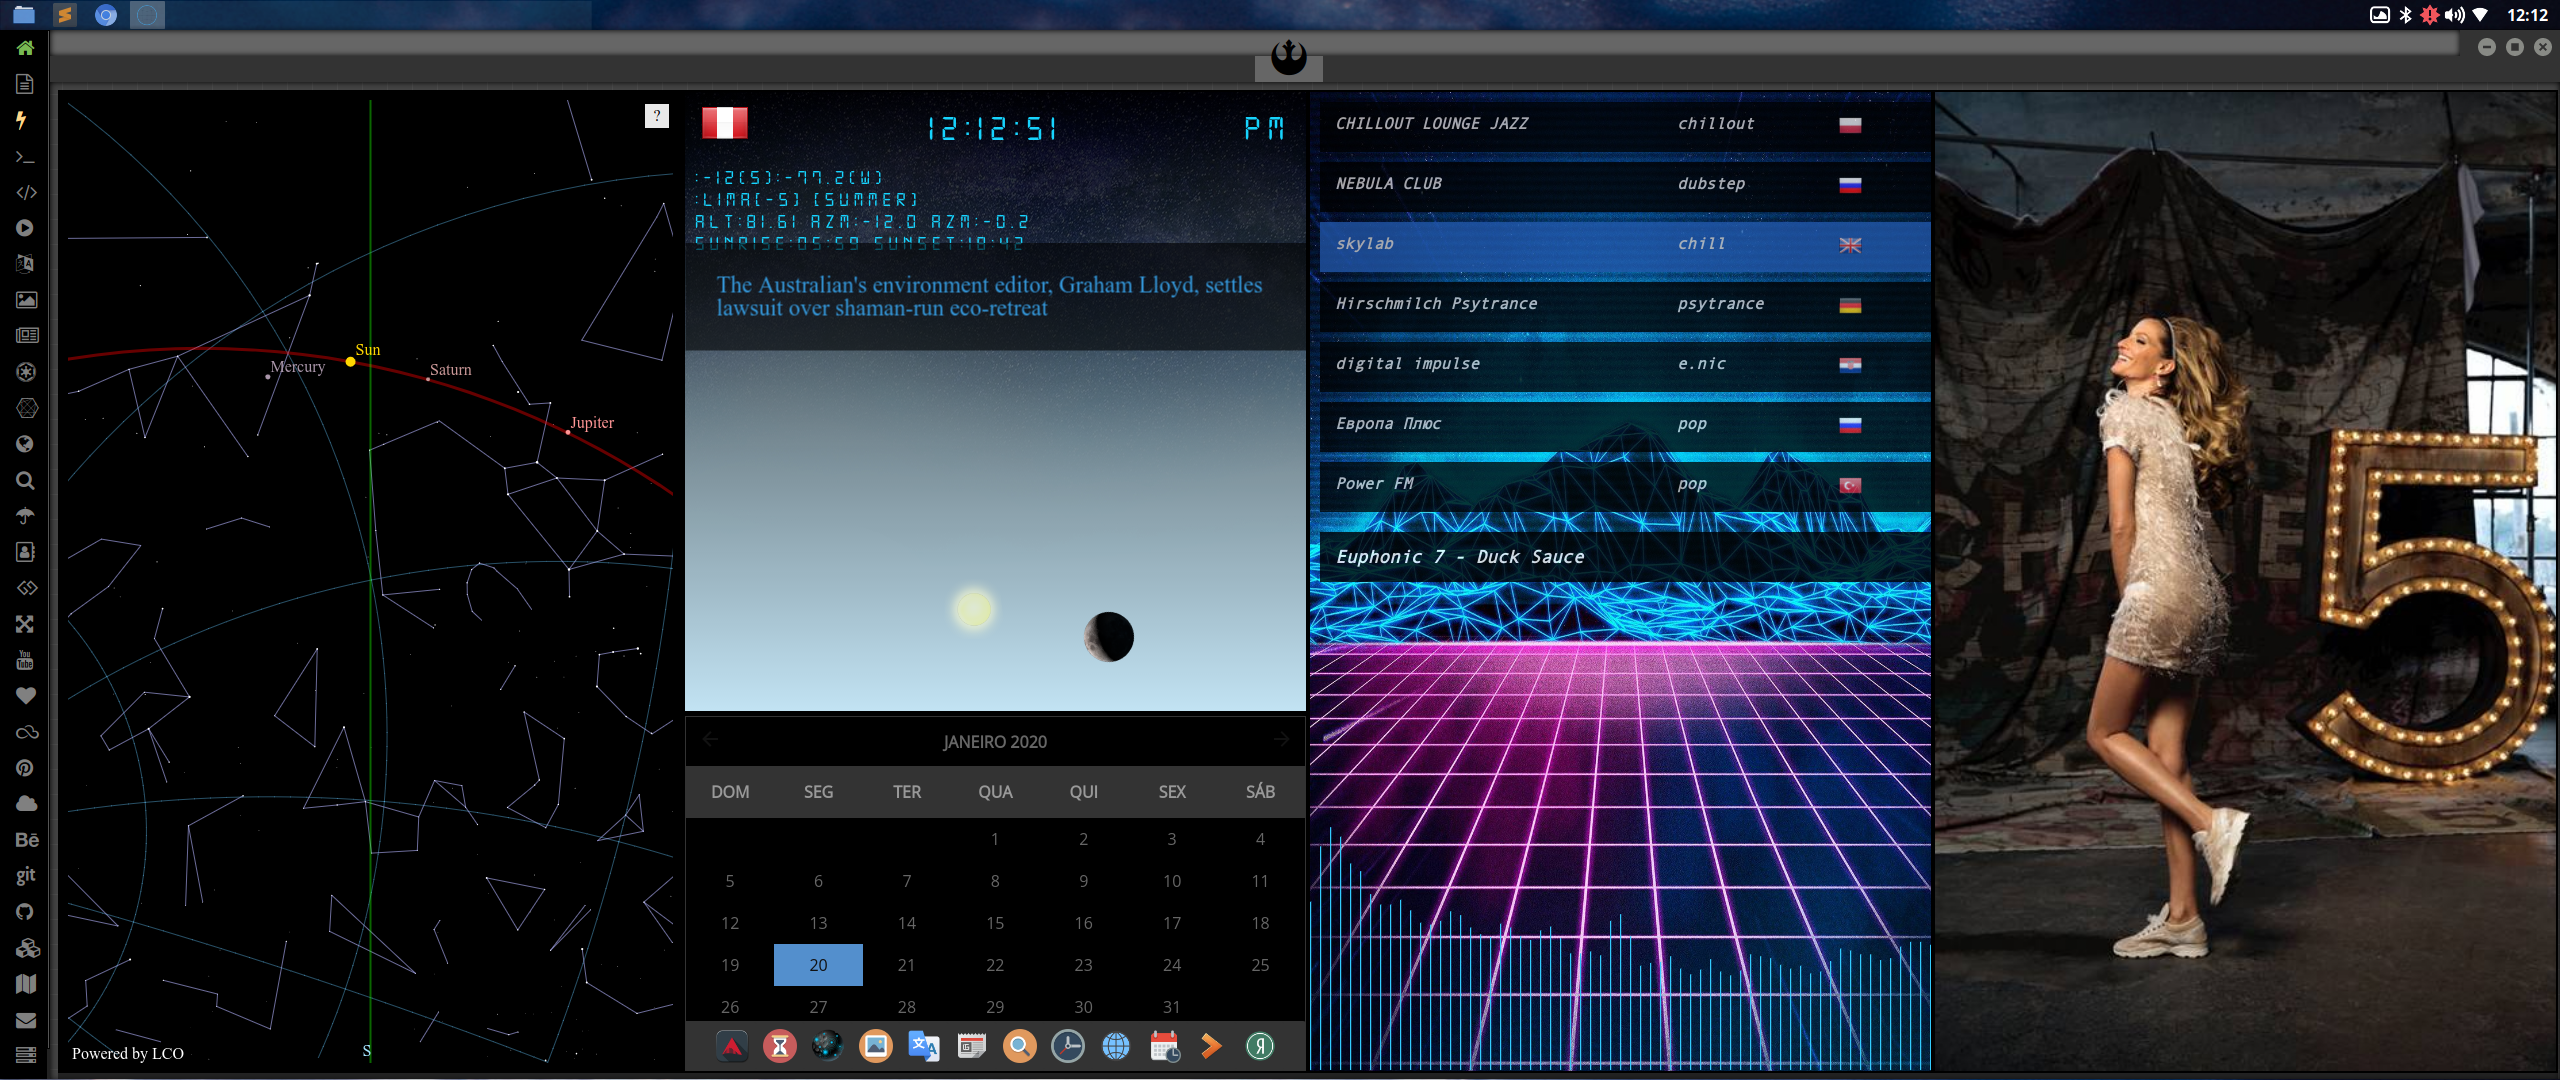 12:12
?
Sun
Mercury
Saturn
Jupiter
Powered by LCO
S
You
Tube
Bē
git
12:12:51 PM
:-12(S):-77.2(W)
:LIMA[-5] [SUMMER]
ALT:81.61 AZM:-12.0 AZM:-0.2
SUNRISE:05:59 SUNSET:18:42
The Australian's environment editor, Graham Lloyd, settles
lawsuit over shaman-run eco-retreat
JANEIRO 2020
DOM SEG TER QUA QUI SEX SÁB
1 2 3 4
5 6 7 8 9 10 11
12 13 14 15 16 17 18
19 20 21 22 23 24 25
26 27 28 29 30 31
CHILLOUT LOUNGE JAZZ chillout
NEBULA CLUB dubstep
skylab chill
Hirschmilch Psytrance psytrance
digital impulse e.nic
Европа Плюс pop
Power FM pop
Euphonic 7 - Duck Sauce
5